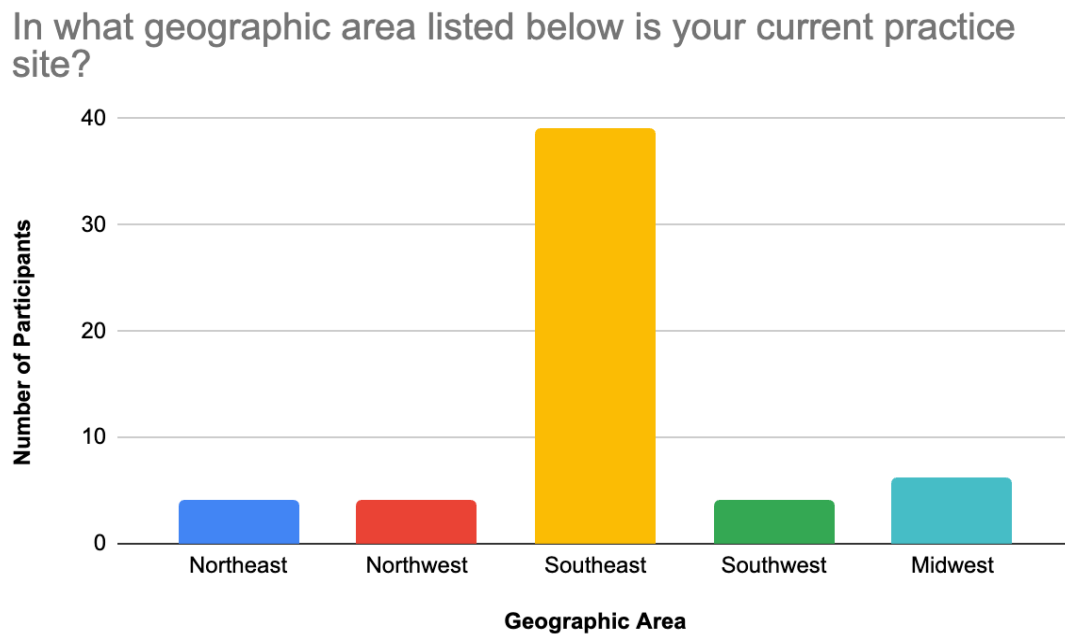 In what geographic area listed below is your current practice
site?
40
30
20
10
0
Number of Participants
Northeast
Northwest
Southeast
Southwest
Midwest
Geographic Area